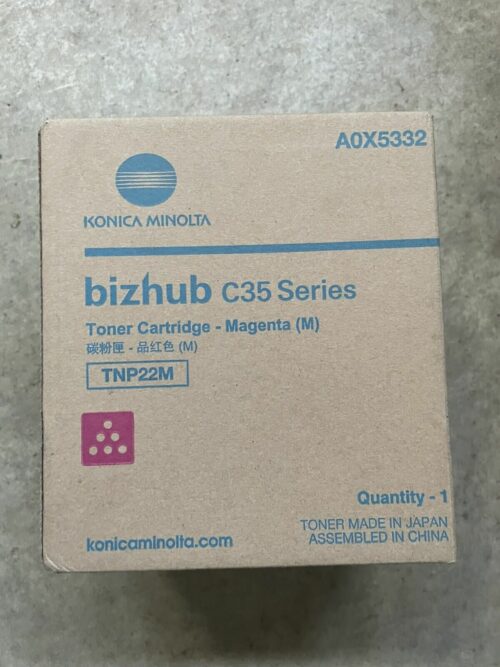 A0X5332
KONICA MINOLTA
bizhub C35 Series
Toner Cartridge - Magenta (M)
碳粉匣 - 品红色 (M)
TNP22M
Quantity - 1
TONER MADE IN JAPAN
ASSEMBLED IN CHINA
konicaminolta.com